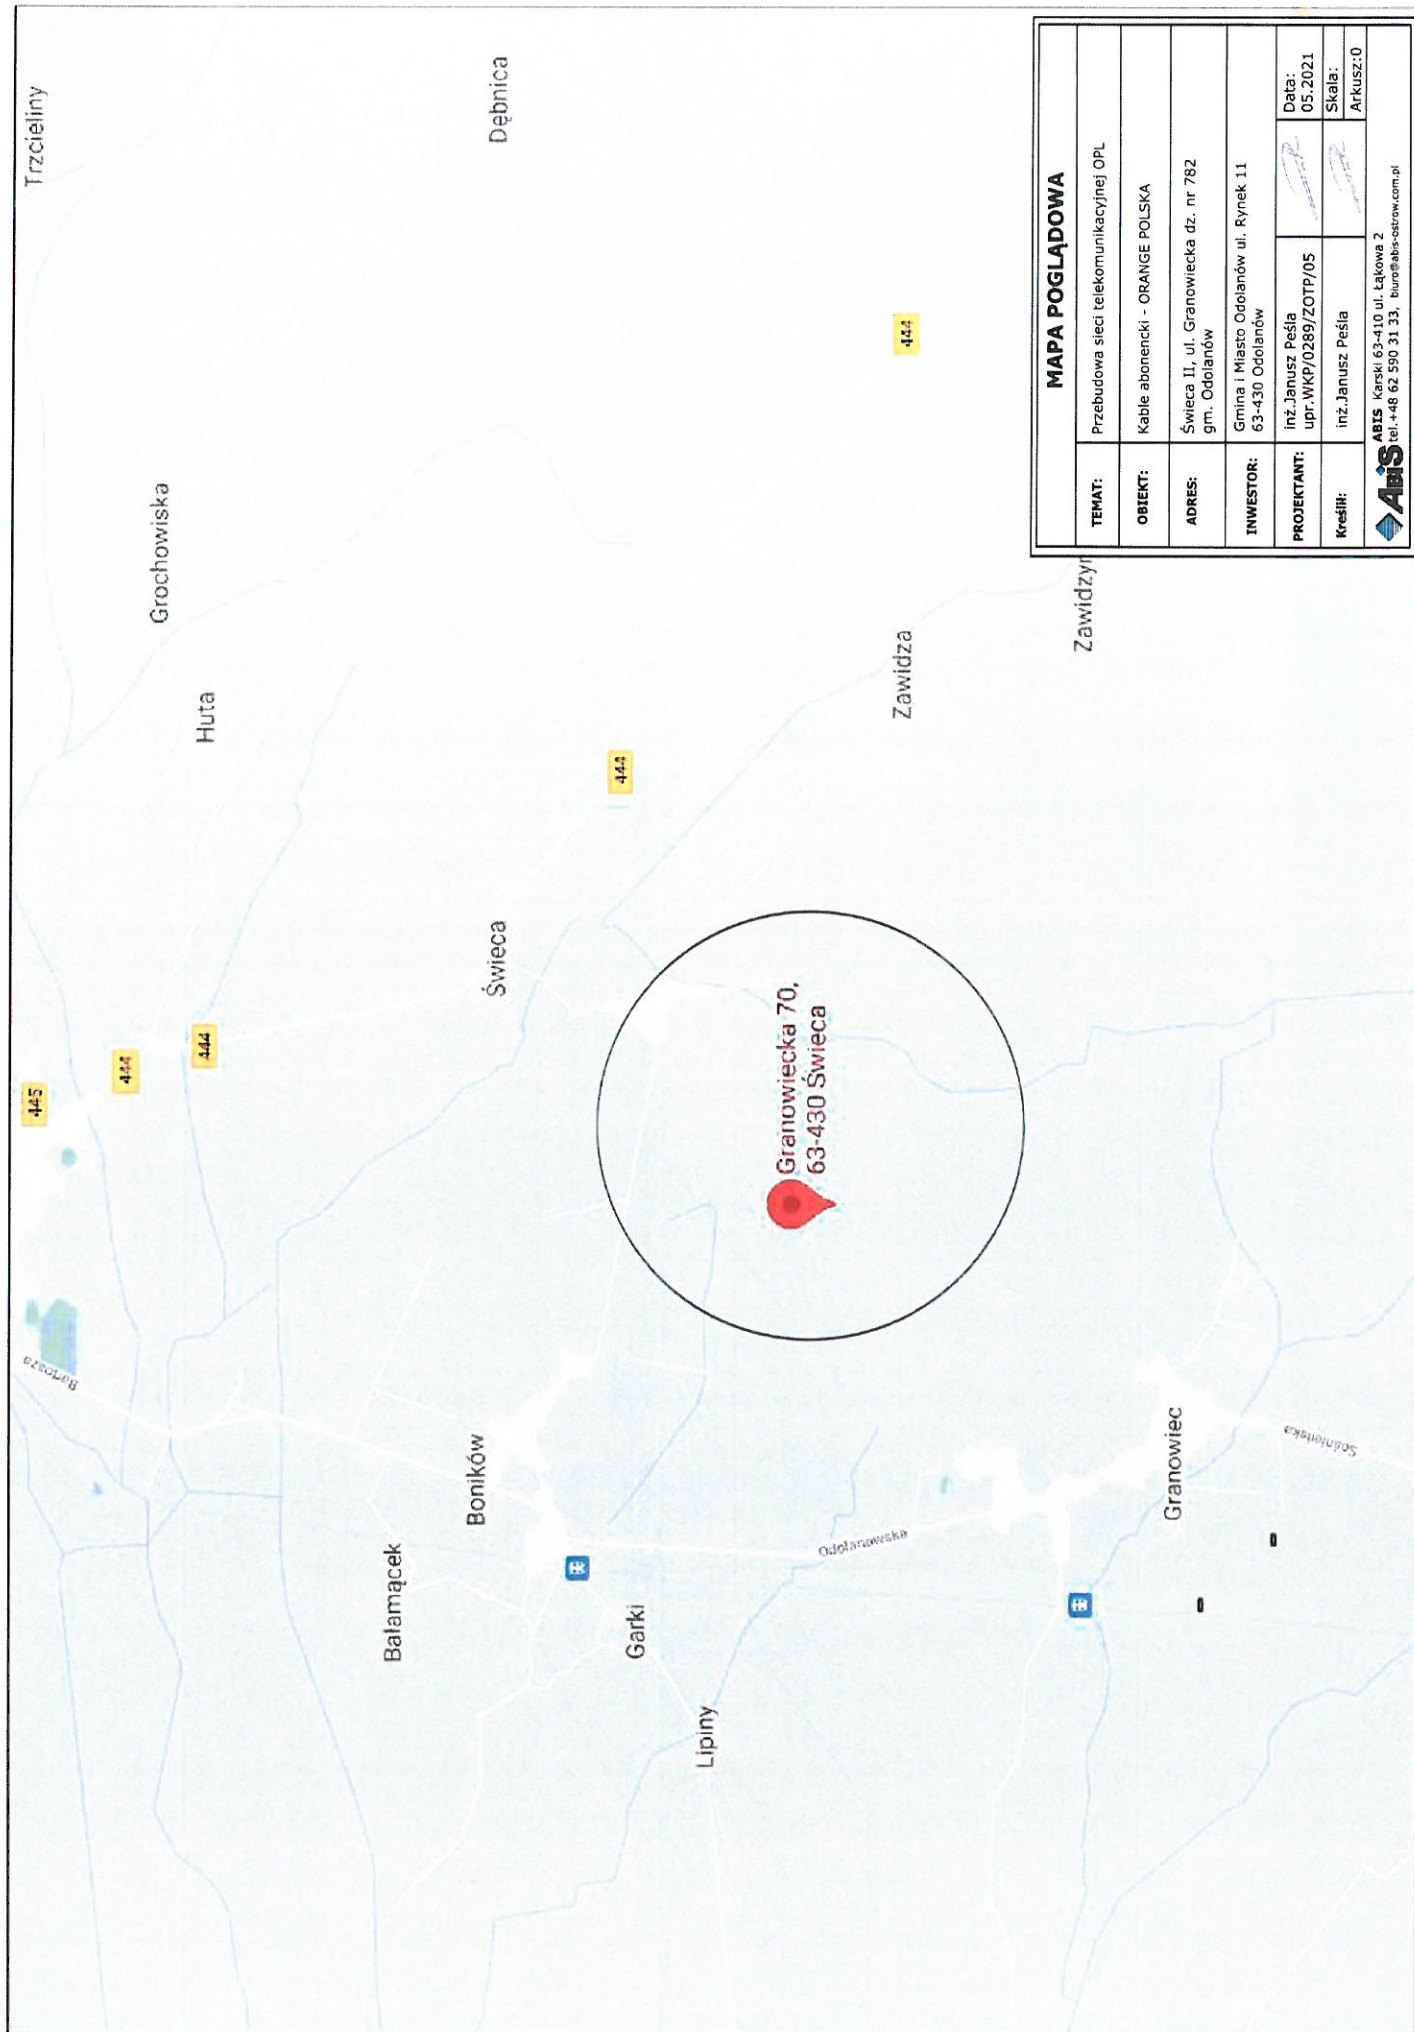 Trzcieliny
Grochowiska
Dębnica
Huta
445
444
444
444
444
Świeca
Zawidza
Zawidzyn
Granowiecka 70,
63-430 Świeca
Bartosza
Boników
Bałamącek
Garki
Lipiny
Odolanowska
Granowiec
Sośnieńska
MAPA POGLĄDOWA
TEMAT: Przebudowa sieci telekomunikacyjnej OPL
OBIEKT: Kable abonencki - ORANGE POLSKA
ADRES: Świeca II, ul. Granowiecka dz. nr 782
gm. Odolanów
INWESTOR: Gmina i Miasto Odolanów ul. Rynek 11
63-430 Odolanów
PROJEKTANT: inż.Janusz Peśla
upr.WKP/0289/ZOTP/05
Data:
05.2021
Kreślił: inż.Janusz Peśla
Skala:
Arkusz:0
ABIS ABIS Karski 63-410 ul. Łąkowa 2
tel.+48 62 590 31 33, biuro@abis-ostrow.com.pl